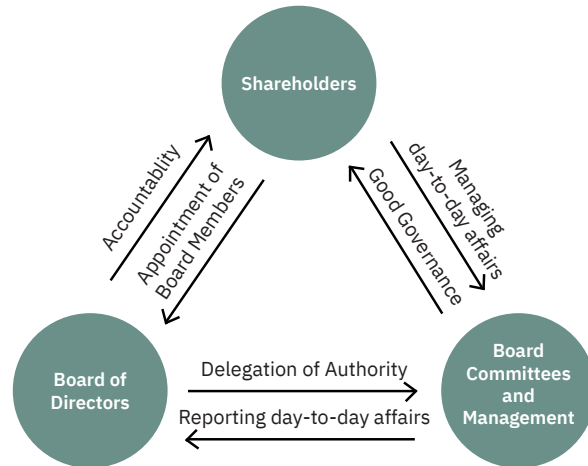 Shareholders
Accountablity
Appointment of
Board Members
Managing
day-to-day affairs
Good Governance
Board of
Directors
Delegation of Authority
Reporting day-to-day affairs
Board
Committees
and
Management